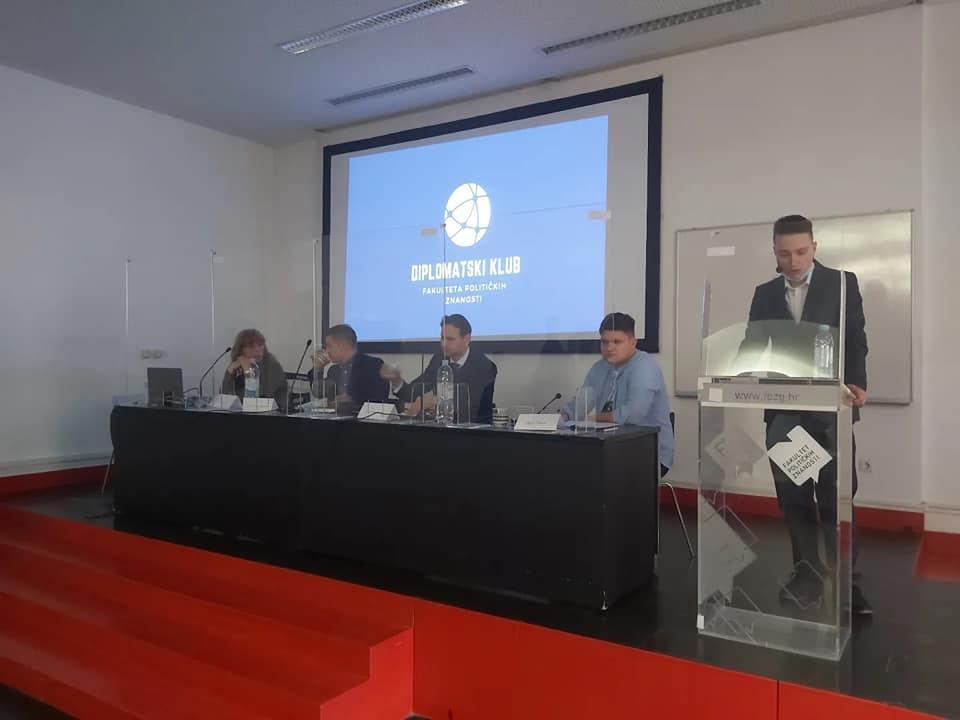 DIPLOMATSKI KLUB
FAKULTETA POLITIČKIH
ZNANOSTI
www.fpzg.hr
FAKULTET
POLITIČKIH
ZNANOSTI